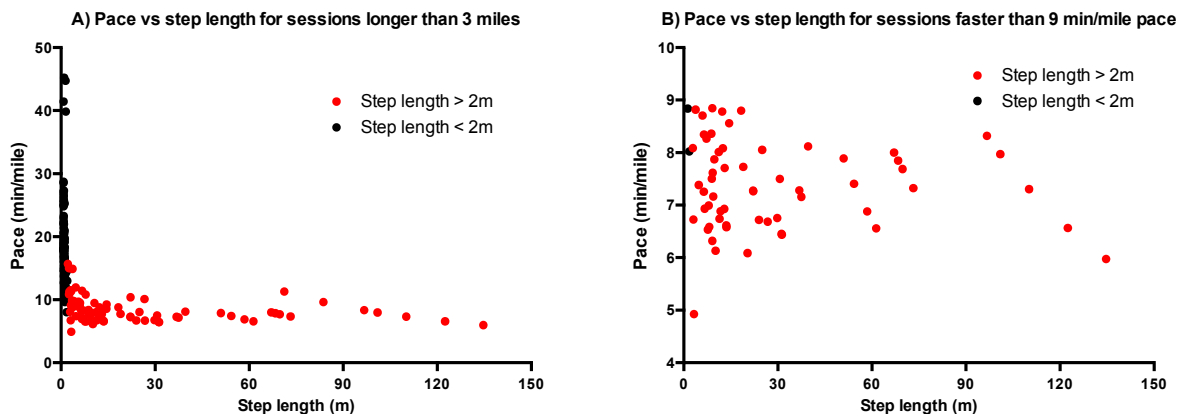 A) Pace vs step length for sessions longer than 3 miles
50
40
30
20
10
0
Pace (min/mile)
Step length > 2m
Step length < 2m
0 30 60 90 120 150
Step length (m)
B) Pace vs step length for sessions faster than 9 min/mile pace
10
9
8
7
6
5
4
Pace (min/mile)
Step length > 2m
Step length < 2m
0 30 60 90 120 150
Step length (m)